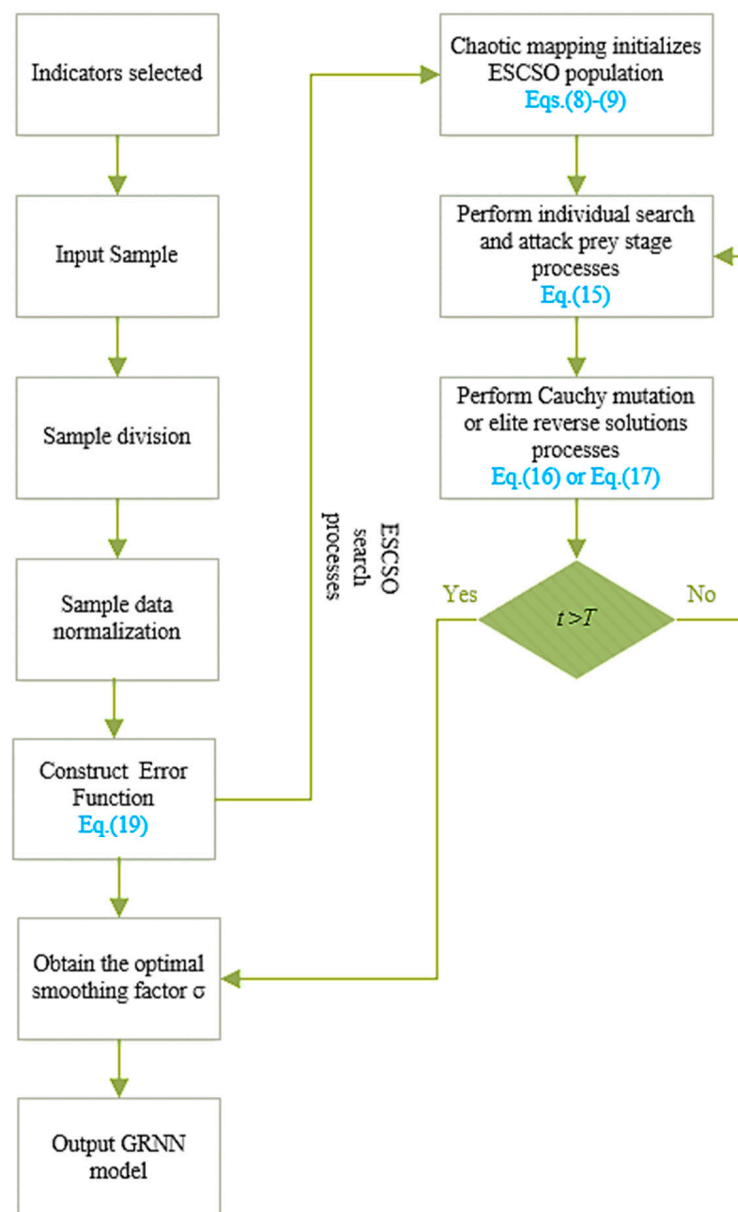 Indicators selected
Input Sample
Sample division
Sample data
normalization
Construct Error
Function
Eq.(19)
Obtain the optimal
smoothing factor σ
Output GRNN
model
ESCSO
search
processes
Chaotic mapping initializes
ESCSO population
Eqs.(8)-(9)
Perform individual search
and attack prey stage
processes
Eq.(15)
Perform Cauchy mutation
or elite reverse solutions
processes
Eq.(16) or Eq.(17)
Yes
t>T
No